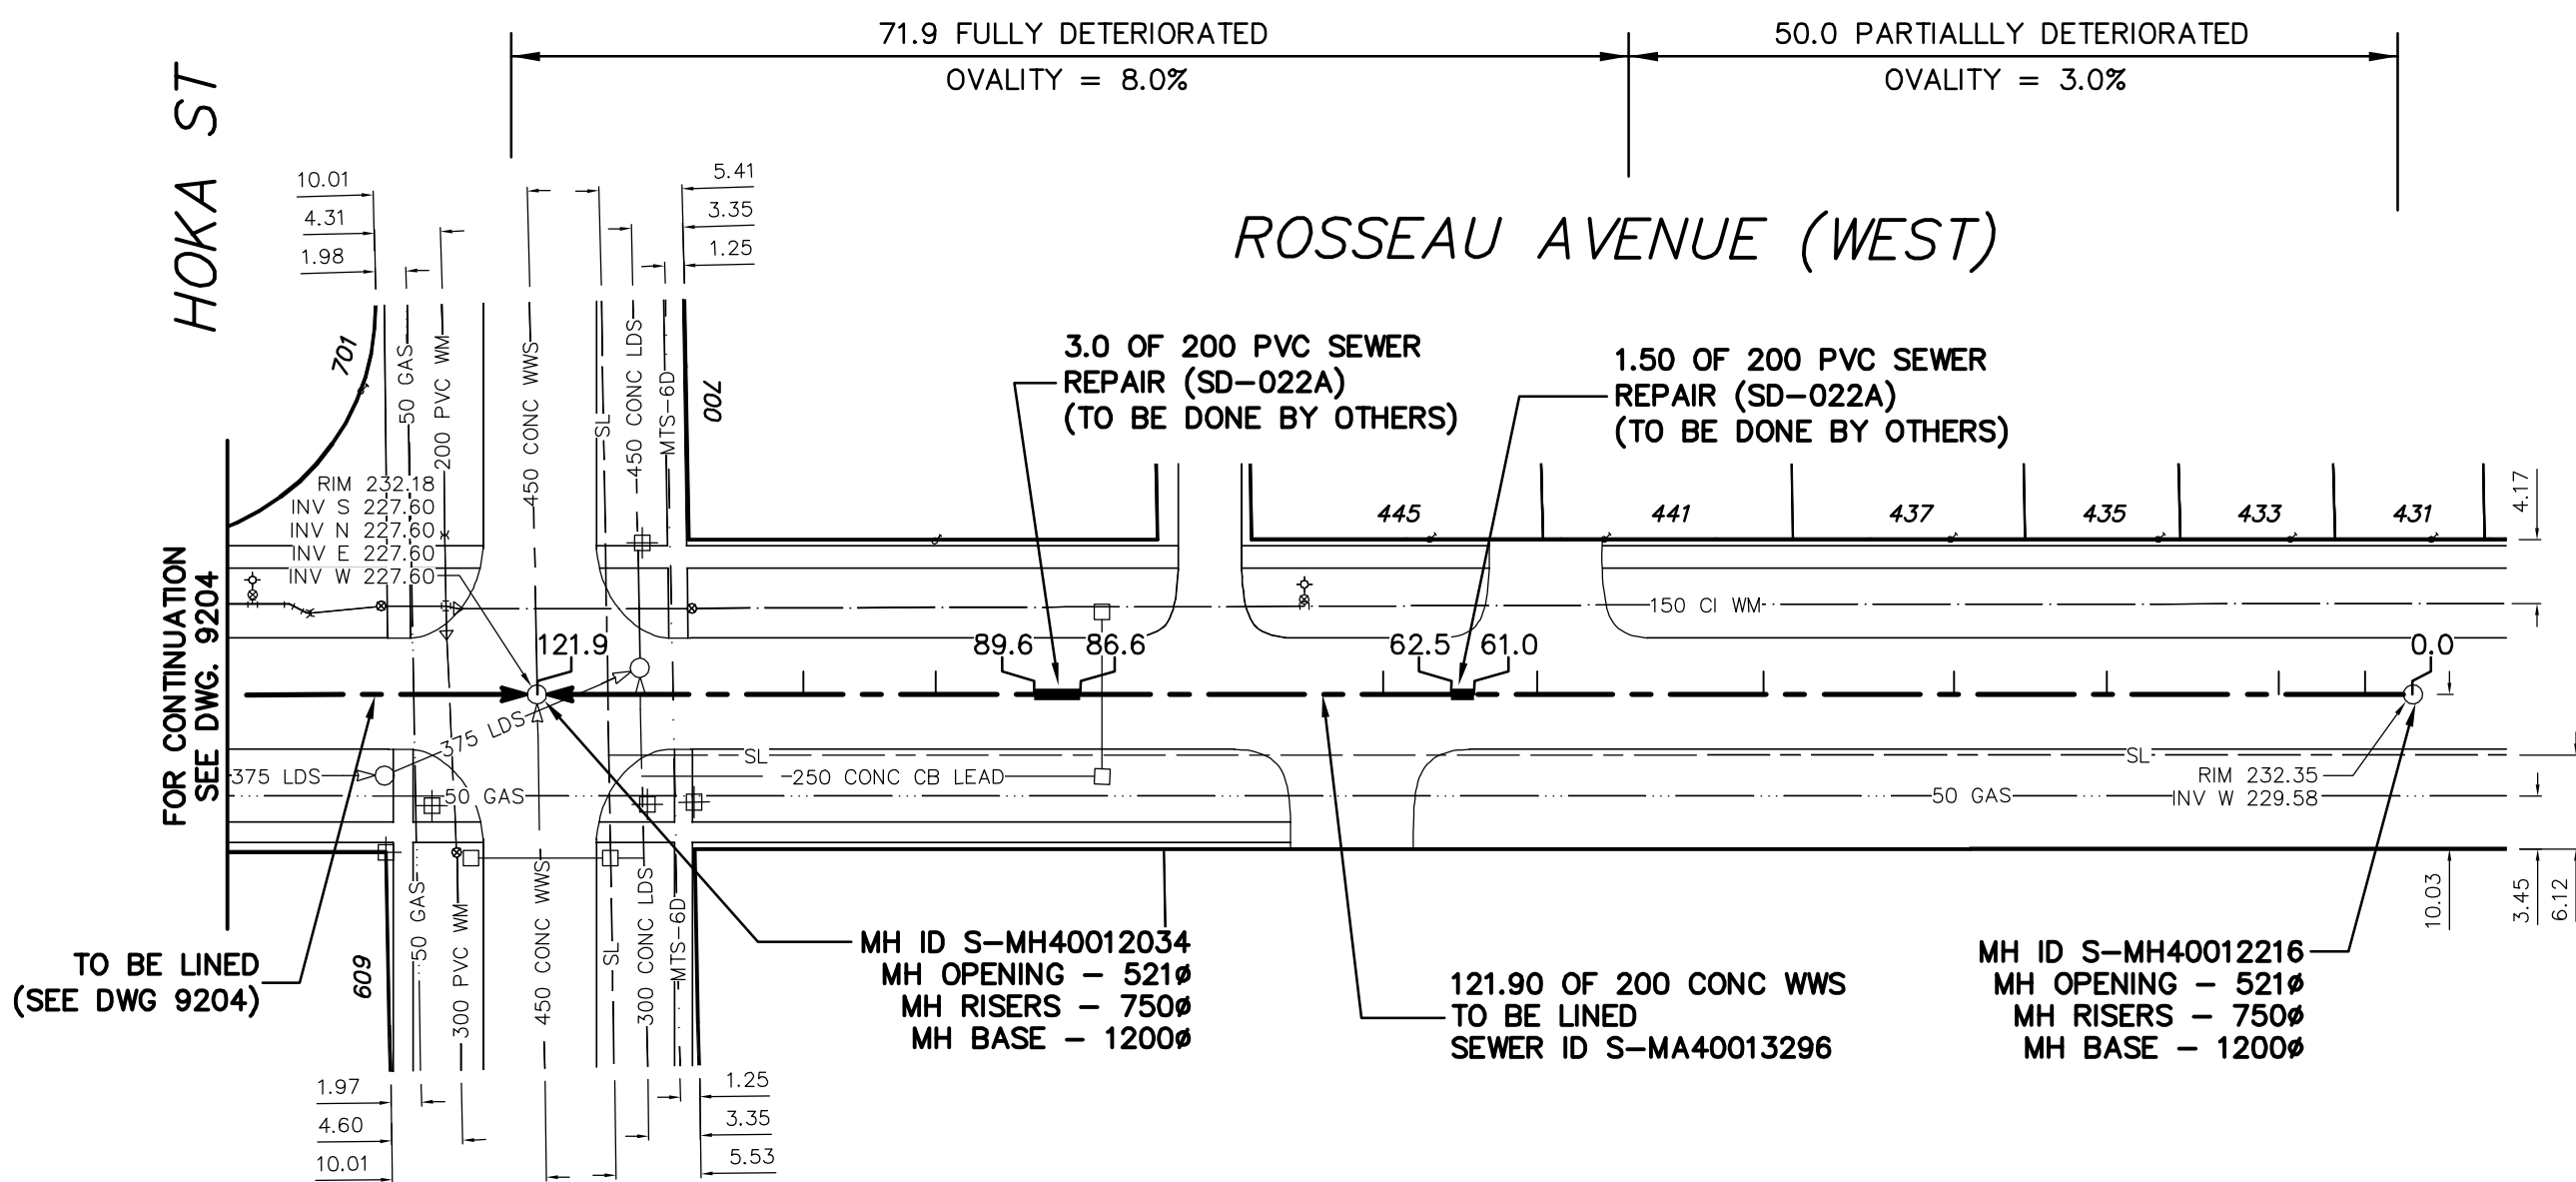 71.9 FULLY DETERIORATED
OVALITY = 8.0%
50.0 PARTIALLLY DETERIORATED
OVALITY = 3.0%
HOKA ST
ROSSEAU AVENUE (WEST)
10.01
4.31
1.98
5.41
3.35
1.25
701
50 GAS
200 PVC WM
450 CONC WWS
SL
450 CONC LDS
MTS-6D
700
3.0 OF 200 PVC SEWER
REPAIR (SD-022A)
(TO BE DONE BY OTHERS)
1.50 OF 200 PVC SEWER
REPAIR (SD-022A)
(TO BE DONE BY OTHERS)
RIM 232.18
INV S 227.60
INV N 227.60
INV E 227.60
INV W 227.60
445
441
437
435
433
431
4.17
FOR CONTINUATION
SEE DWG. 9204
150 CI WM
121.9
89.6
86.6
62.5
61.0
0.0
375 LDS
375 LDS
SL
250 CONC CB LEAD
SL
50 GAS
50 GAS
RIM 232.35
INV W 229.58
10.03
3.45
6.12
TO BE LINED
(SEE DWG 9204)
609
50 GAS
300 PVC WM
450 CONC WWS
SL
300 CONC LDS
MTS-6D
MH ID S-MH40012034
MH OPENING - 521ø
MH RISERS - 750ø
MH BASE - 1200ø
121.90 OF 200 CONC WWS
TO BE LINED
SEWER ID S-MA40013296
MH ID S-MH40012216
MH OPENING - 521ø
MH RISERS - 750ø
MH BASE - 1200ø
1.97
4.60
10.01
1.25
3.35
5.53